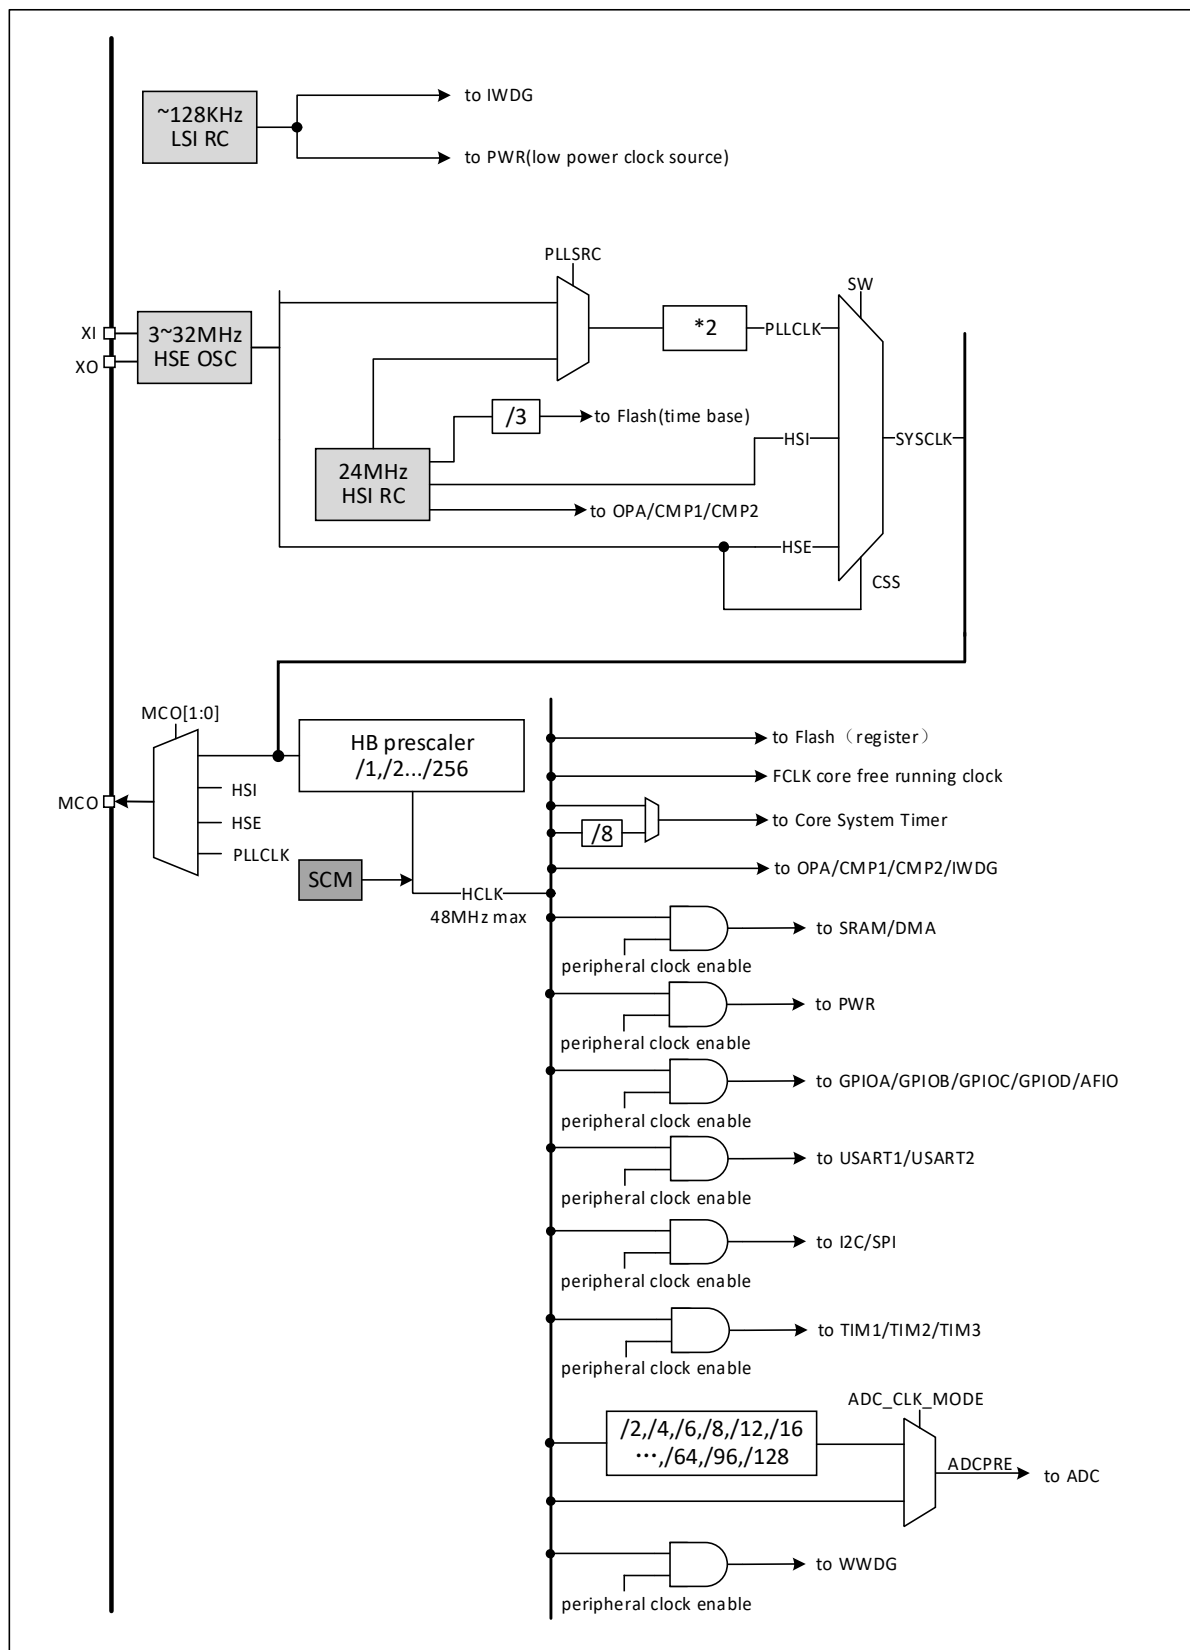 ~128KHz
LSI RC
to IWDG
to PWR(low power clock source)
PLLSRC
SW
XI
XO
3~32MHz
HSE OSC
*2
PLLCLK
/3
to Flash(time base)
24MHz
HSI RC
HSI
SYSCLK
to OPA/CMP1/CMP2
HSE
CSS
MCO[1:0]
HB prescaler
/1,/2.../256
HSI
MCO
HSE
PLLCLK
SCM
HCLK
48MHz max
to Flash（register）
FCLK core free running clock
/8
to Core System Timer
to OPA/CMP1/CMP2/IWDG
to SRAM/DMA
peripheral clock enable
to PWR
peripheral clock enable
to GPIOA/GPIOB/GPIOC/GPIOD/AFIO
peripheral clock enable
to USART1/USART2
peripheral clock enable
to I2C/SPI
peripheral clock enable
to TIM1/TIM2/TIM3
peripheral clock enable
ADC_CLK_MODE
/2,/4,/6,/8,/12,/16
…,/64,/96,/128
ADCPRE
to ADC
to WWDG
peripheral clock enable